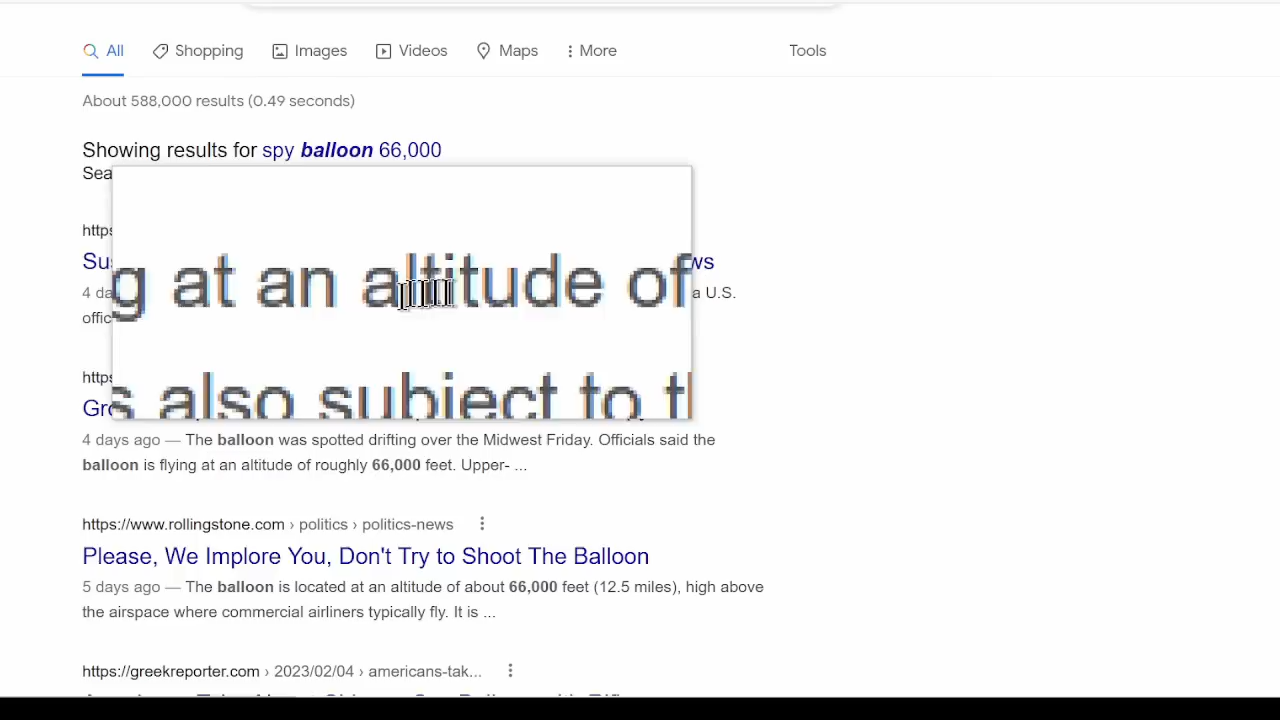 All Shopping Images Videos Maps More Tools
About 588,000 results (0.49 seconds)
Showing results for spy balloon 66,000
Sea
https
Su ws
4 da a U.S.
offic
g at an altitude of
s also subject to
https
Gr
4 days ago — The balloon was spotted drifting over the Midwest Friday. Officials said the
balloon is flying at an altitude of roughly 66,000 feet. Upper- ...
https://www.rollingstone.com › politics › politics-news
Please, We Implore You, Don't Try to Shoot The Balloon
5 days ago — The balloon is located at an altitude of about 66,000 feet (12.5 miles), high above
the airspace where commercial airliners typically fly. It is ...
https://greekreporter.com › 2023/02/04 › americans-tak...